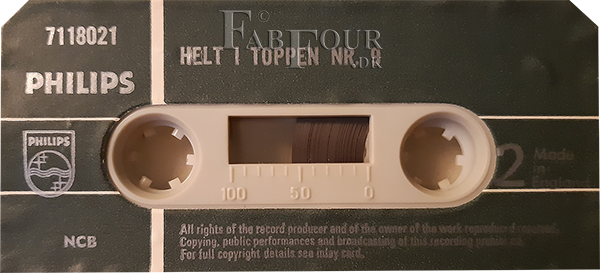 7118021
PHILIPS
© FABFOUR
.DK
HELT I TOPPEN NR. 9
PHILIPS
100 50 0
2 Made
in
England
NCB
All rights of the record producer and of the owner of the work reproduced reserved.
Copying, public performances and broadcasting of this recording
For full copyright details see inlay card.